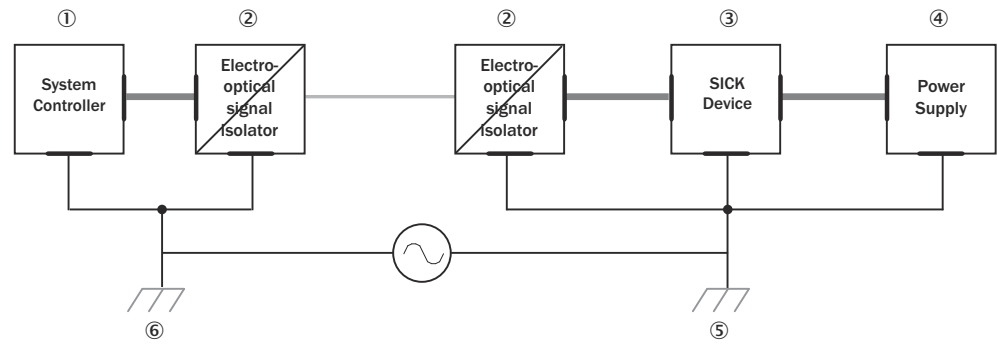 ① ② ② ③ ④
System
Controller
Electro-
optical
signal
Isolator
Electro-
optical
signal
Isolator
SICK
Device
Power
Supply
⑥ ⑤